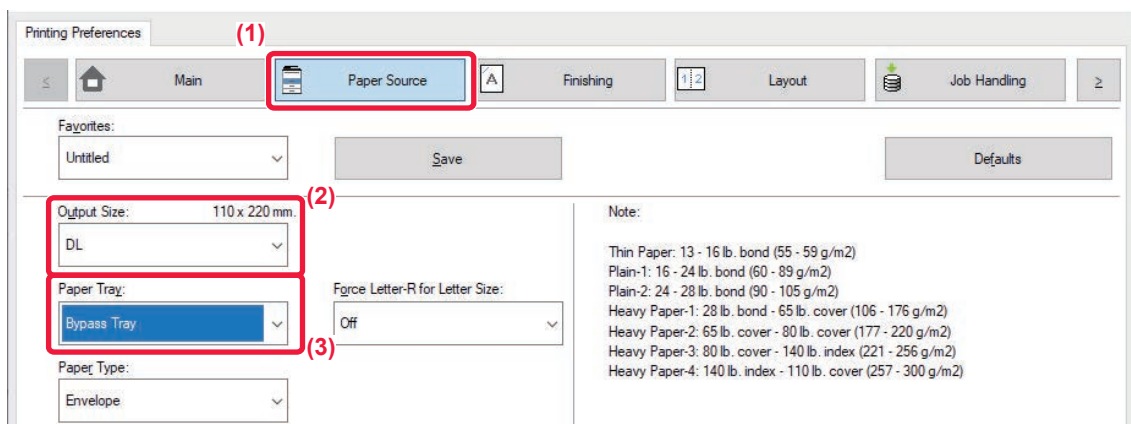 Printing Preferences
(1)
<
Main
Paper Source
A
Finishing
1 2
Layout
Job Handling
>
Favorites:
Untitled
Save
Defaults
(2)
Output Size: 110 x 220 mm.
DL
Paper Tray:
Bypass Tray
(3)
Force Letter-R for Letter Size:
Off
Paper Type:
Envelope
Note:
Thin Paper: 13 - 16 lb. bond (55 - 59 g/m2)
Plain-1: 16 - 24 lb. bond (60 - 89 g/m2)
Plain-2: 24 - 28 lb. bond (90 - 105 g/m2)
Heavy Paper-1: 28 lb. bond - 65 lb. cover (106 - 176 g/m2)
Heavy Paper-2: 65 lb. cover - 80 lb. cover (177 - 220 g/m2)
Heavy Paper-3: 80 lb. cover - 140 lb. index (221 - 256 g/m2)
Heavy Paper-4: 140 lb. index - 110 lb. cover (257 - 300 g/m2)